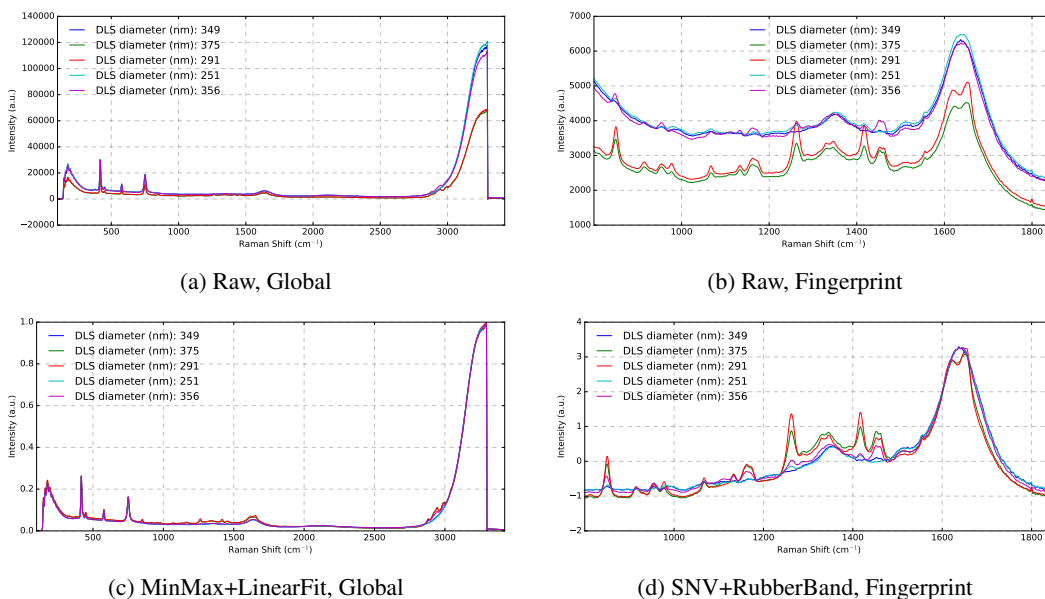 140000
120000
100000
80000
60000
40000
20000
0
−20000
Intensity (a.u.)
DLS diameter (nm): 349
DLS diameter (nm): 375
DLS diameter (nm): 291
DLS diameter (nm): 251
DLS diameter (nm): 356
500 1000 1500 2000 2500 3000
Raman Shift (cm⁻¹)
(a) Raw, Global
7000
6000
5000
4000
3000
2000
1000
Intensity (a.u.)
DLS diameter (nm): 349
DLS diameter (nm): 375
DLS diameter (nm): 291
DLS diameter (nm): 251
DLS diameter (nm): 356
1000 1200 1400 1600 1800
Raman Shift (cm⁻¹)
(b) Raw, Fingerprint
1.0
0.8
0.6
0.4
0.2
0.0
Intensity (a.u.)
DLS diameter (nm): 349
DLS diameter (nm): 375
DLS diameter (nm): 291
DLS diameter (nm): 251
DLS diameter (nm): 356
500 1000 1500 2000 2500 3000
Raman Shift (cm⁻¹)
(c) MinMax+LinearFit, Global
4
3
2
1
0
−1
−2
Intensity (a.u.)
DLS diameter (nm): 349
DLS diameter (nm): 375
DLS diameter (nm): 291
DLS diameter (nm): 251
DLS diameter (nm): 356
800 1000 1200 1400 1600 1800
Raman Shift (cm⁻¹)
(d) SNV+RubberBand, Fingerprint